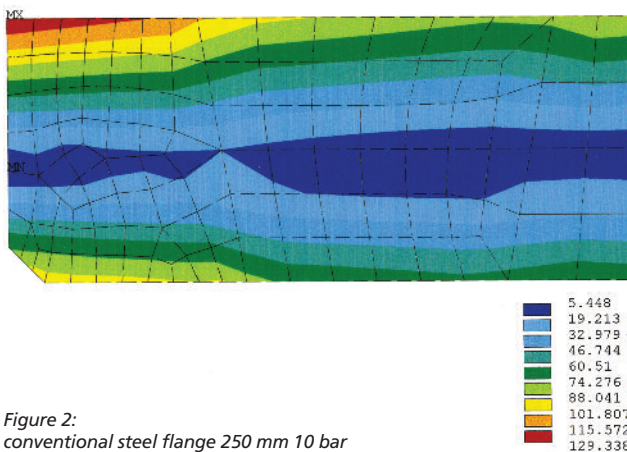 MX
MN
5.448
19.213
32.979
46.744
60.51
74.276
88.041
101.807
115.572
129.338
Figure 2:
conventional steel flange 250 mm 10 bar